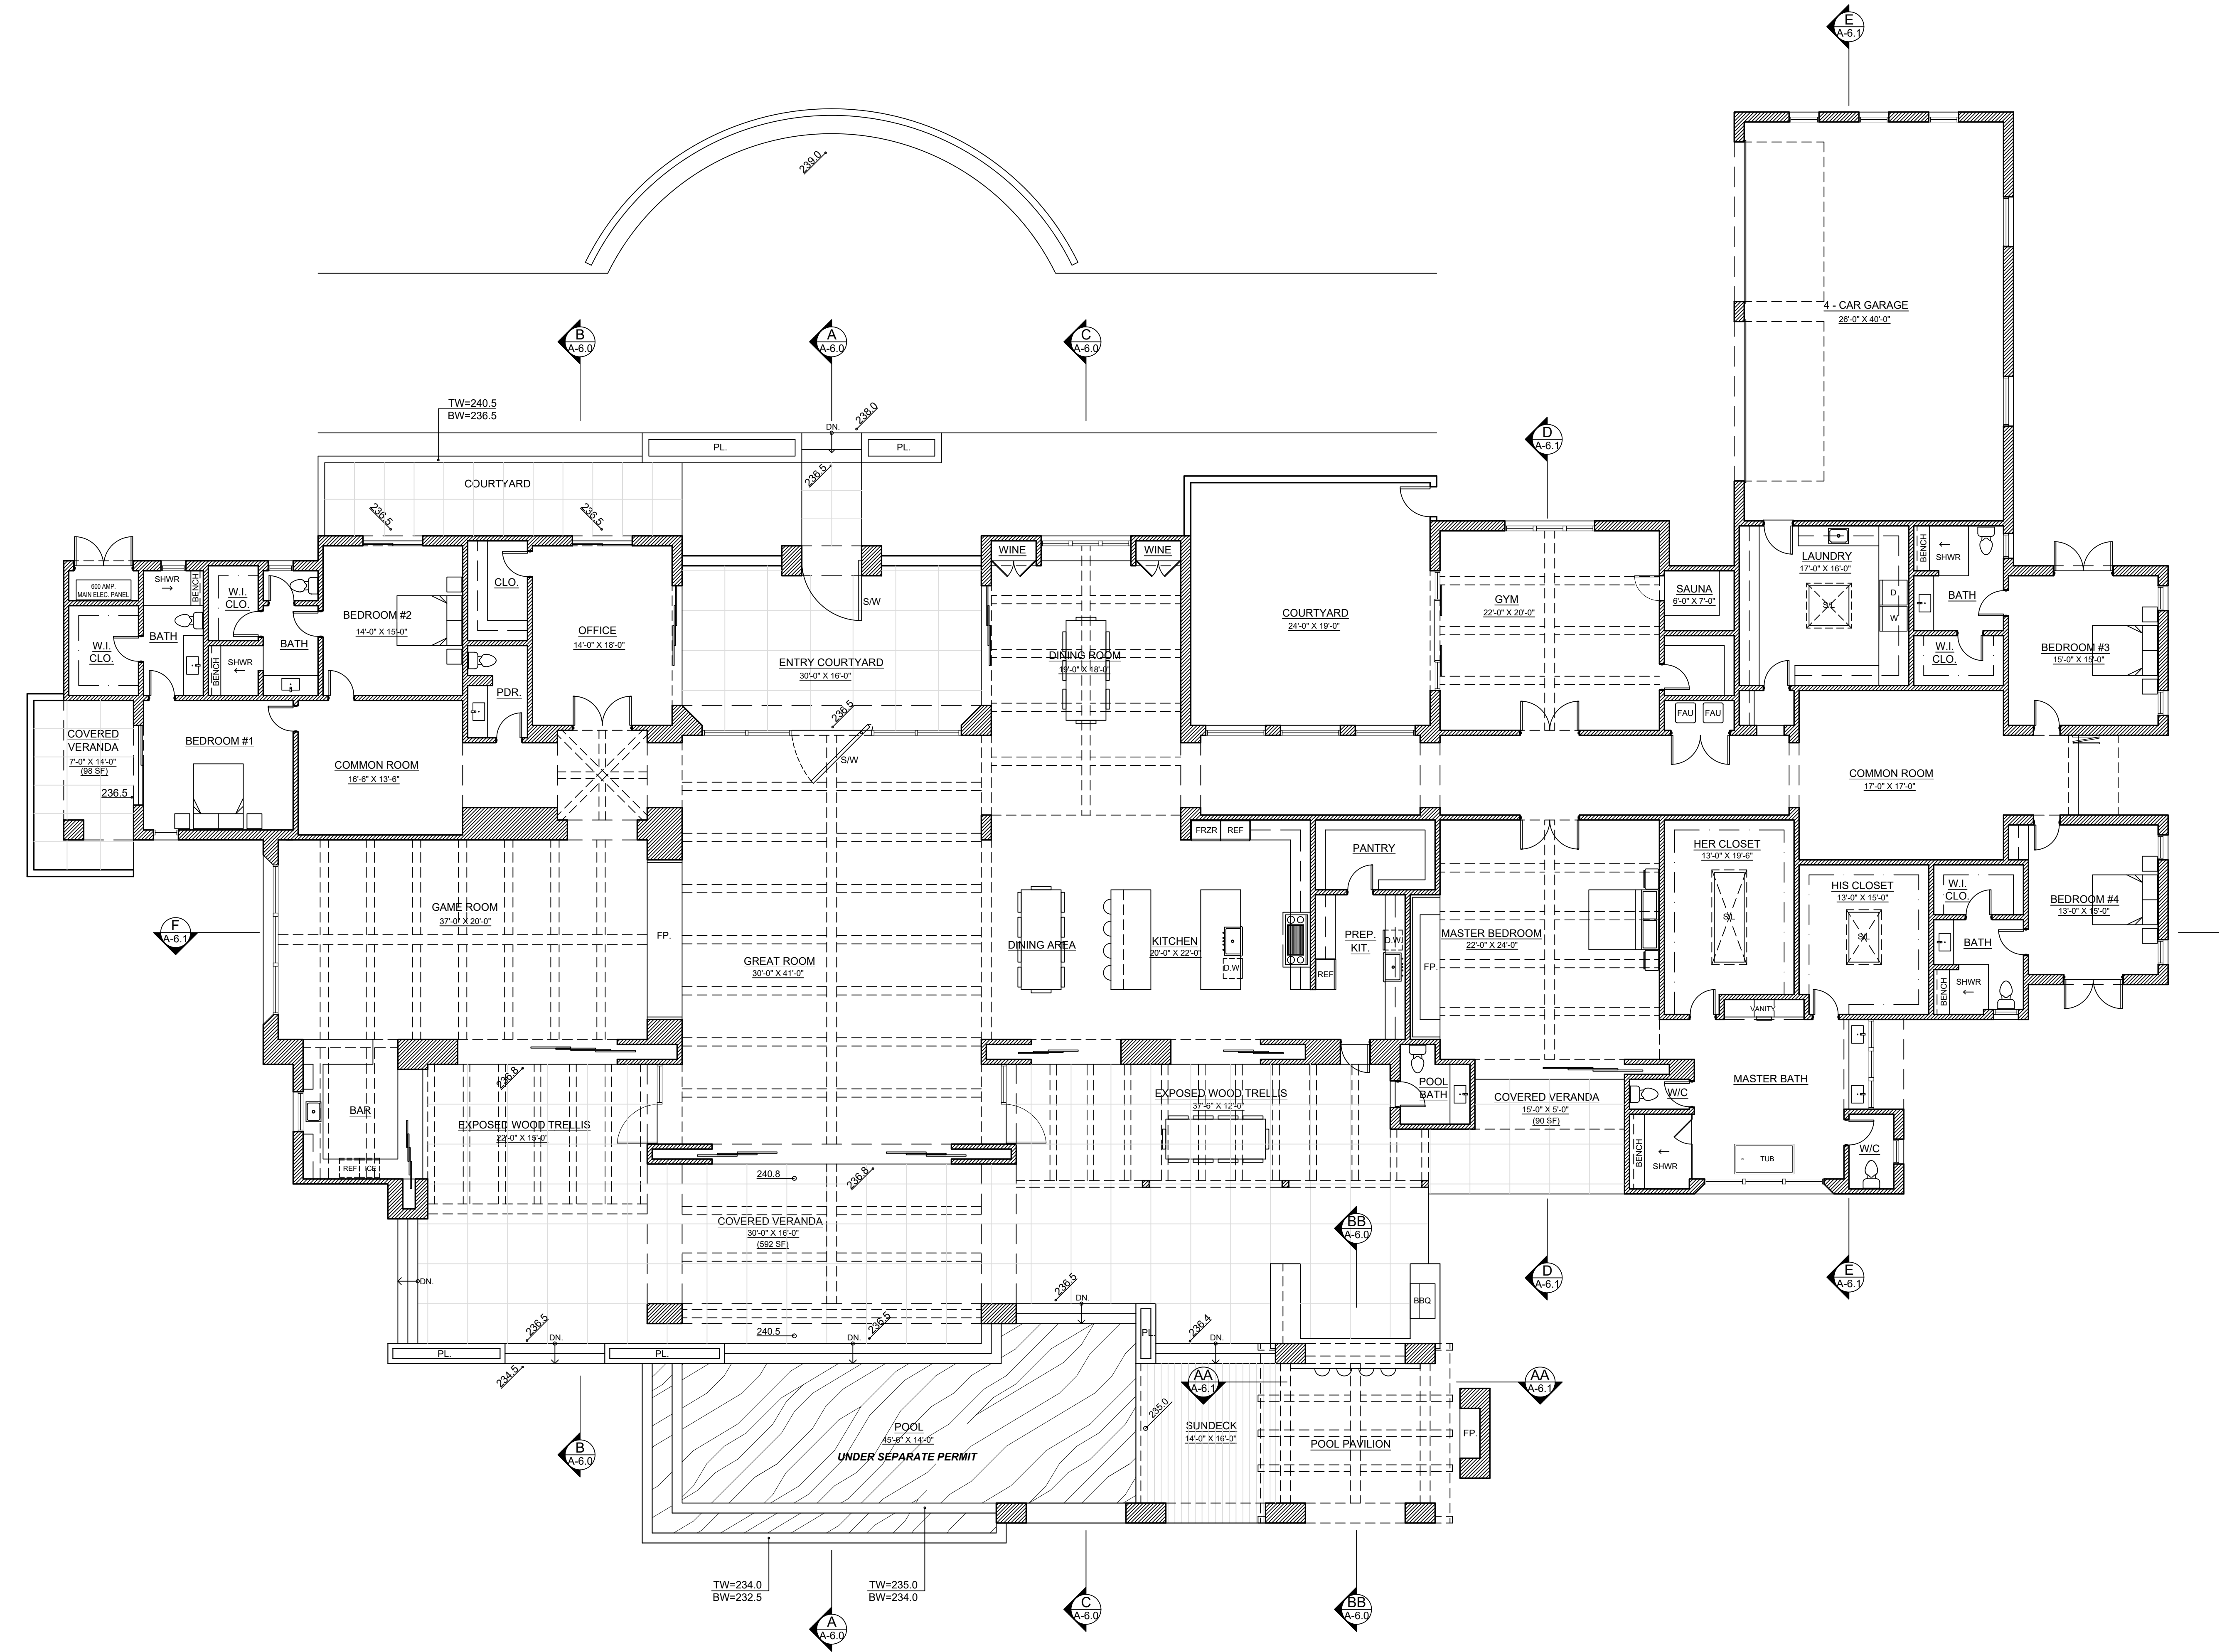 E
A-6.1
239.0
4 - CAR GARAGE
26'-0" X 40'-0"
B
A-6.0
A
A-6.0
C
A-6.0
TW=240.5
BW=236.5
238.0
DN.
PL.
PL.
D
A-6.1
236.5
COURTYARD
236.5
236.5
WINE
WINE
600 AMP.
MAIN ELEC. PANEL
SHWR
BENCH
W.I.
CLO.
CLO.
BEDROOM #2
14'-0" X 15'-0"
OFFICE
14'-0" X 18'-0"
S/W
COURTYARD
24'-0" X 19'-0"
GYM
22'-0" X 20'-0"
SAUNA
6'-0" X 7'-0"
LAUNDRY
17'-0" X 16'-0"
S/L
D
W
BENCH
SHWR
BATH
W.I.
CLO.
BEDROOM #3
15'-0" X 15'-0"
W.I.
CLO.
BATH
BENCH
SHWR
BATH
PDR.
ENTRY COURTYARD
30'-0" X 16'-0"
DINING ROOM
19'-0" X 18'-0"
FAU
FAU
236.5
S/W
COVERED
VERANDA
7'-0" X 14'-0"
(98 SF)
236.5
BEDROOM #1
COMMON ROOM
16'-6" X 13'-6"
COMMON ROOM
17'-0" X 17'-0"
FRZR
REF
PANTRY
HER CLOSET
13'-0" X 19'-6"
S/L
HIS CLOSET
13'-0" X 15'-0"
S/L
W.I.
CLO.
BEDROOM #4
13'-0" X 15'-0"
F
A-6.1
GAME ROOM
37'-0" X 20'-0"
FP.
GREAT ROOM
30'-0" X 41'-0"
DINING AREA
KITCHEN
20'-0" X 22'-0"
D.W.
PREP.
KIT.
D.W.
REF
FP.
MASTER BEDROOM
22'-0" X 24'-0"
BATH
BENCH
SHWR
VANITY
236.8
BAR
REF
EXPOSED WOOD TRELLIS
22'-0" X 15'-0"
EXPOSED WOOD TRELLIS
37'-6" X 12'-0"
POOL
BATH
COVERED VERANDA
15'-0" X 5'-0"
(90 SF)
W/C
MASTER BATH
BENCH
SHWR
TUB
W/C
240.8
236.8
COVERED VERANDA
30'-0" X 16'-0"
(592 SF)
BB
A-6.0
DN.
D
A-6.1
E
A-6.1
236.5
DN.
BBQ
236.5
DN.
240.5
DN.
236.5
PL.
236.4
DN.
PL.
PL.
234.5
AA
A-6.1
AA
A-6.1
POOL
45'-6" X 14'-0"
UNDER SEPARATE PERMIT
235.0
SUNDECK
14'-0" X 16'-0"
POOL PAVILION
FP.
B
A-6.0
TW=234.0
BW=232.5
TW=235.0
BW=234.0
A
A-6.0
C
A-6.0
BB
A-6.0